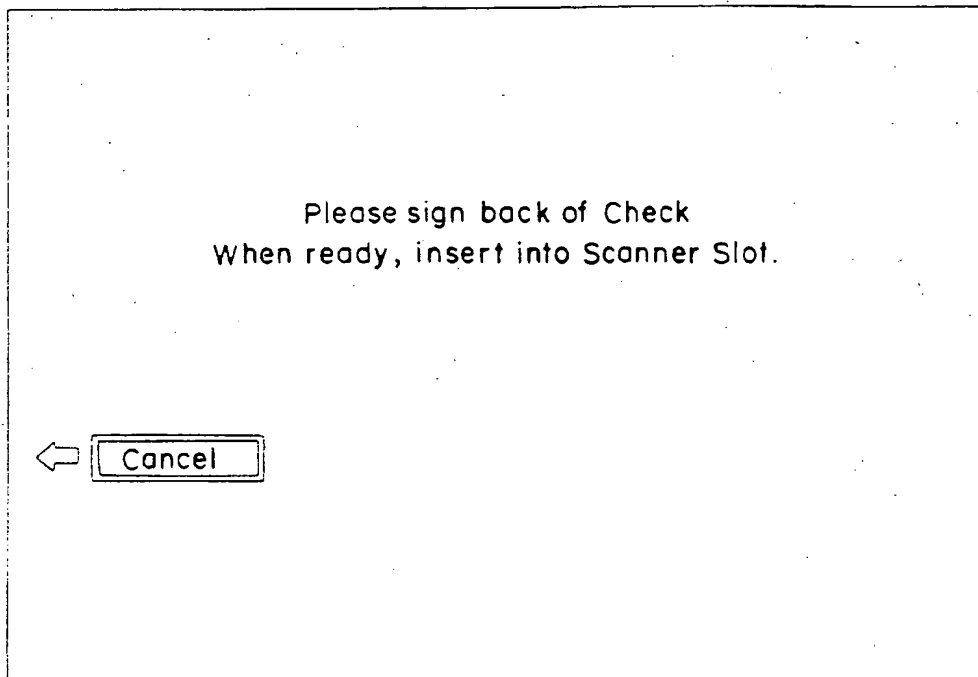 Please sign back of Check
When ready, insert into Scanner Slot.
Cancel